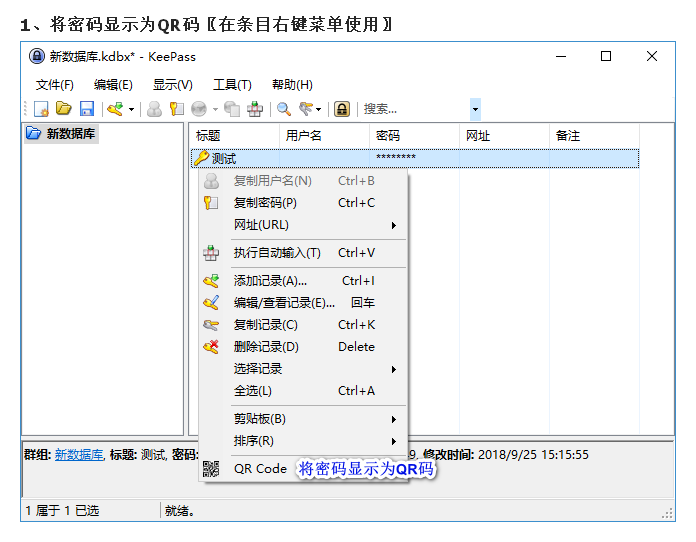 1、将密码显示为QR码〖在条目右键菜单使用〗
新数据库.kdbx* - KeePass
文件(F) 编辑(E) 显示(V) 工具(T) 帮助(H)
搜索...
新数据库
标题 用户名 密码 网址 备注
测试 ********
复制用户名(N) Ctrl+B
复制密码(P) Ctrl+C
网址(URL)
执行自动输入(T) Ctrl+V
添加记录(A)... Ctrl+I
编辑/查看记录(E)... 回车
复制记录(C) Ctrl+K
删除记录(D) Delete
选择记录
全选(L) Ctrl+A
剪贴板(B)
排序(R)
QR Code 将密码显示为QR码
群组: 新数据库, 标题: 测试, 密码: 9, 修改时间: 2018/9/25 15:15:55
1 属于 1 已选 就绪。